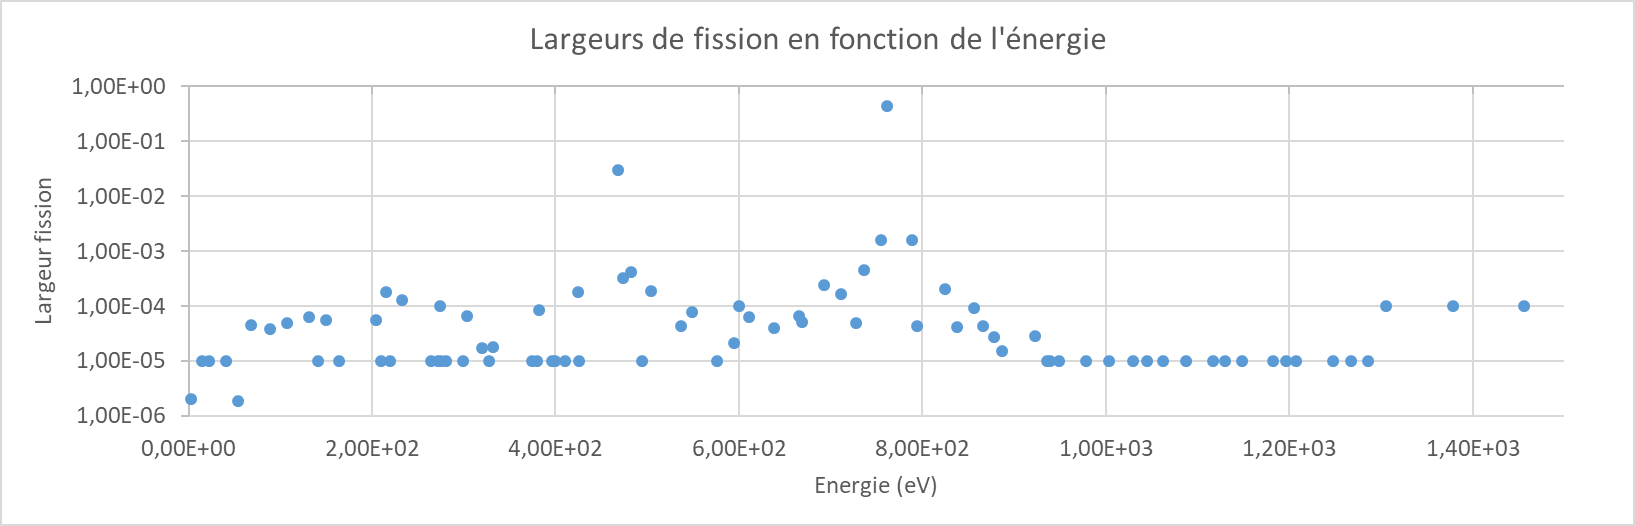 Largeurs de fission en fonction de l'énergie
1,00E+00
1,00E-01
1,00E-02
1,00E-03
1,00E-04
1,00E-05
1,00E-06
Largeur fission
0,00E+00 2,00E+02 4,00E+02 6,00E+02 8,00E+02 1,00E+03 1,20E+03 1,40E+03
Energie (eV)